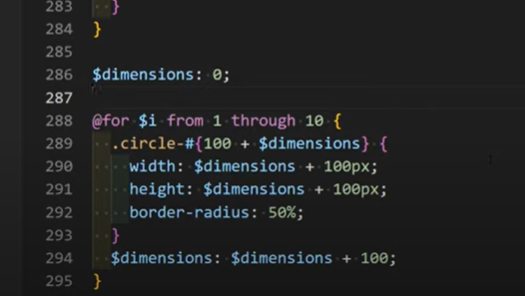 283 }
284 }
285
286 $dimensions: 0;
287
288 @for $i from 1 through 10 {
289 .circle-#{100 + $dimensions} {
290 width: $dimensions + 100px;
291 height: $dimensions + 100px;
292 border-radius: 50%;
293 }
294 $dimensions: $dimensions + 100;
295 }